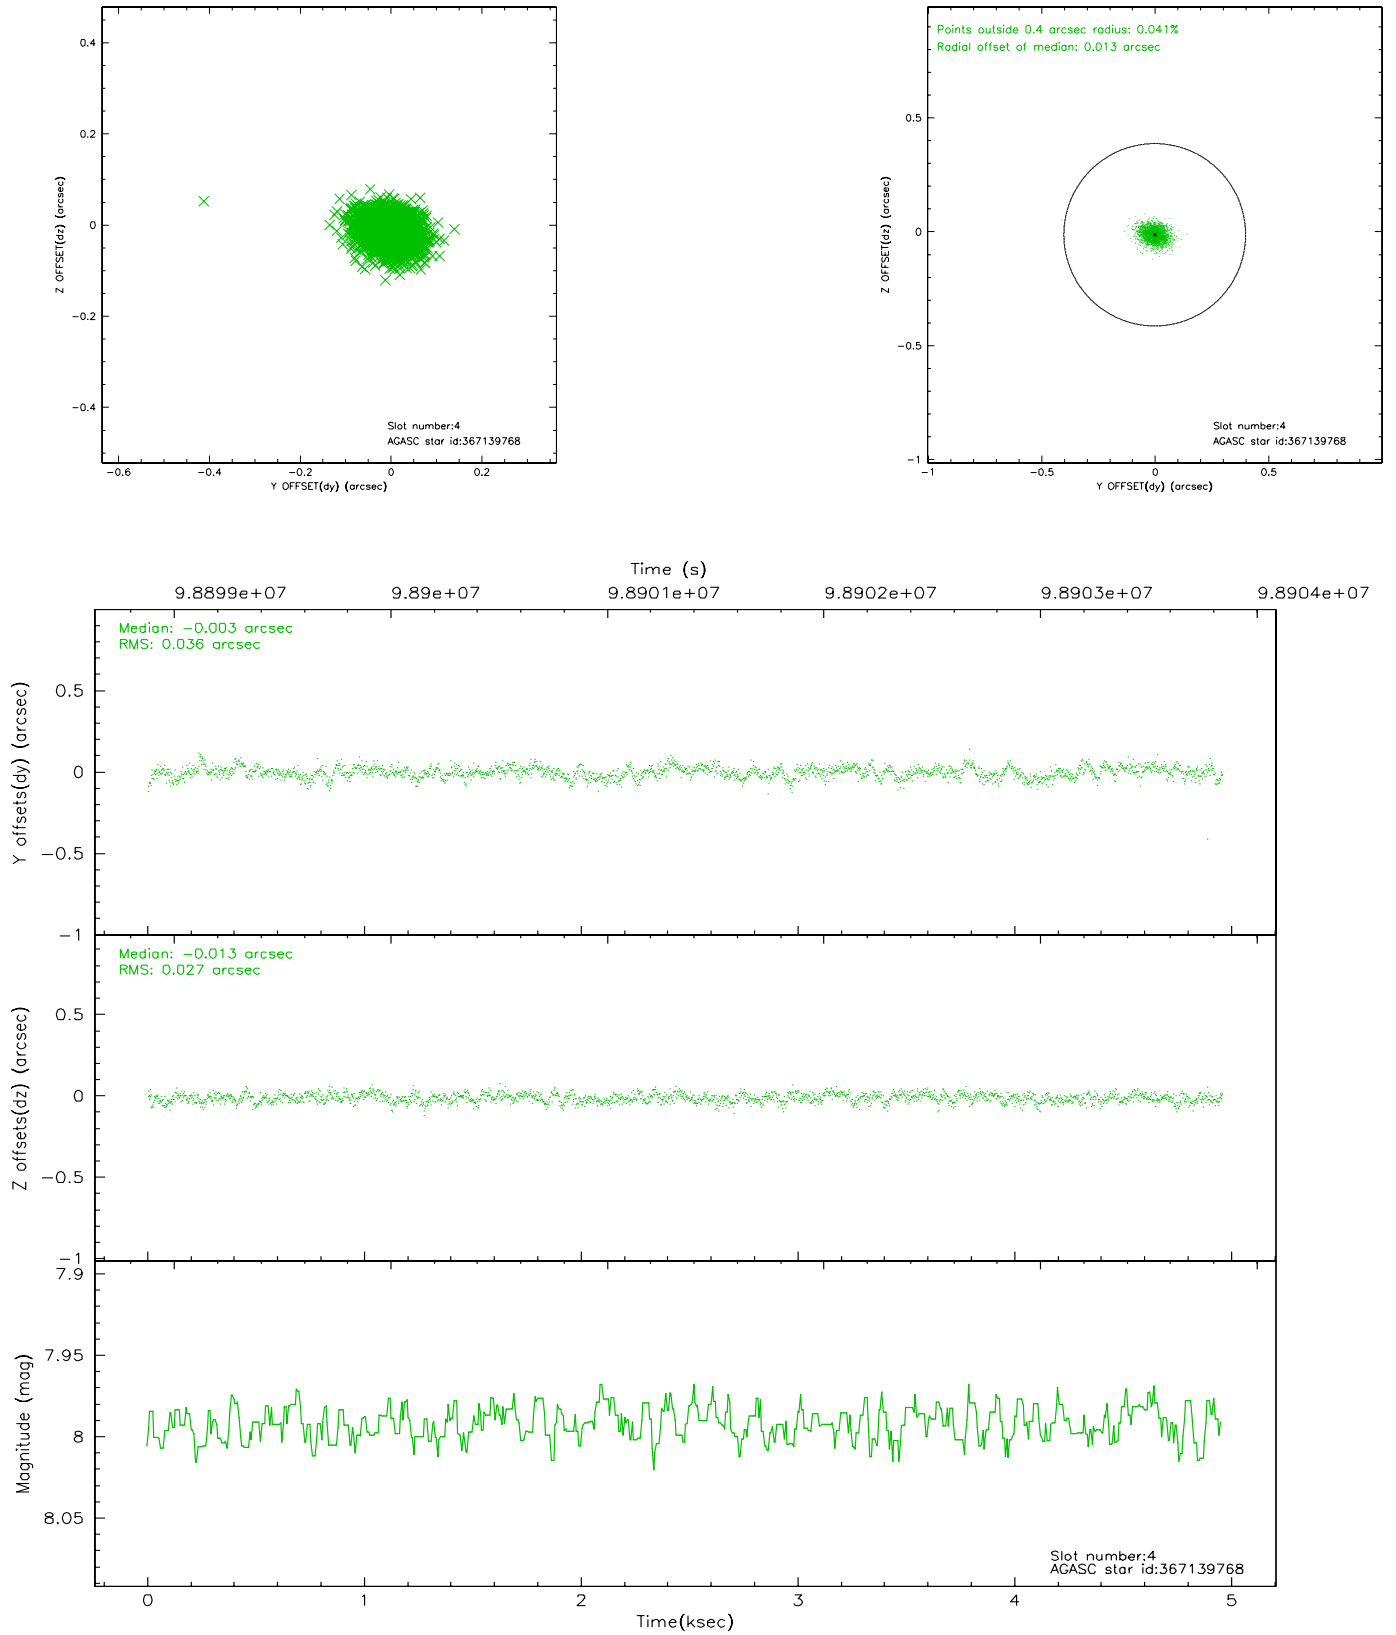 0.4
0.2
0
−0.2
−0.4
Z OFFSET(dz) (arcsec)
Slot number:4
AGASC star id:367139768
−0.6
−0.4
−0.2
0
0.2
Y OFFSET(dy) (arcsec)
Points outside 0.4 arcsec radius: 0.041%
Radial offset of median: 0.013 arcsec
0.5
0
−0.5
−1
Z OFFSET(dz) (arcsec)
Slot number:4
AGASC star id:367139768
−1
−0.5
0
0.5
Y OFFSET(dy) (arcsec)
Time (s)
9.8899e+07
9.89e+07
9.8901e+07
9.8902e+07
9.8903e+07
9.8904e+07
Median: −0.003 arcsec
RMS: 0.036 arcsec
0.5
0
−0.5
−1
Y offsets(dy) (arcsec)
Median: −0.013 arcsec
RMS: 0.027 arcsec
0.5
0
−0.5
−1
Z offsets(dz) (arcsec)
7.9
7.95
8
8.05
Magnitude (mag)
Slot number:4
AGASC star id:367139768
0
1
2
3
4
5
Time(ksec)